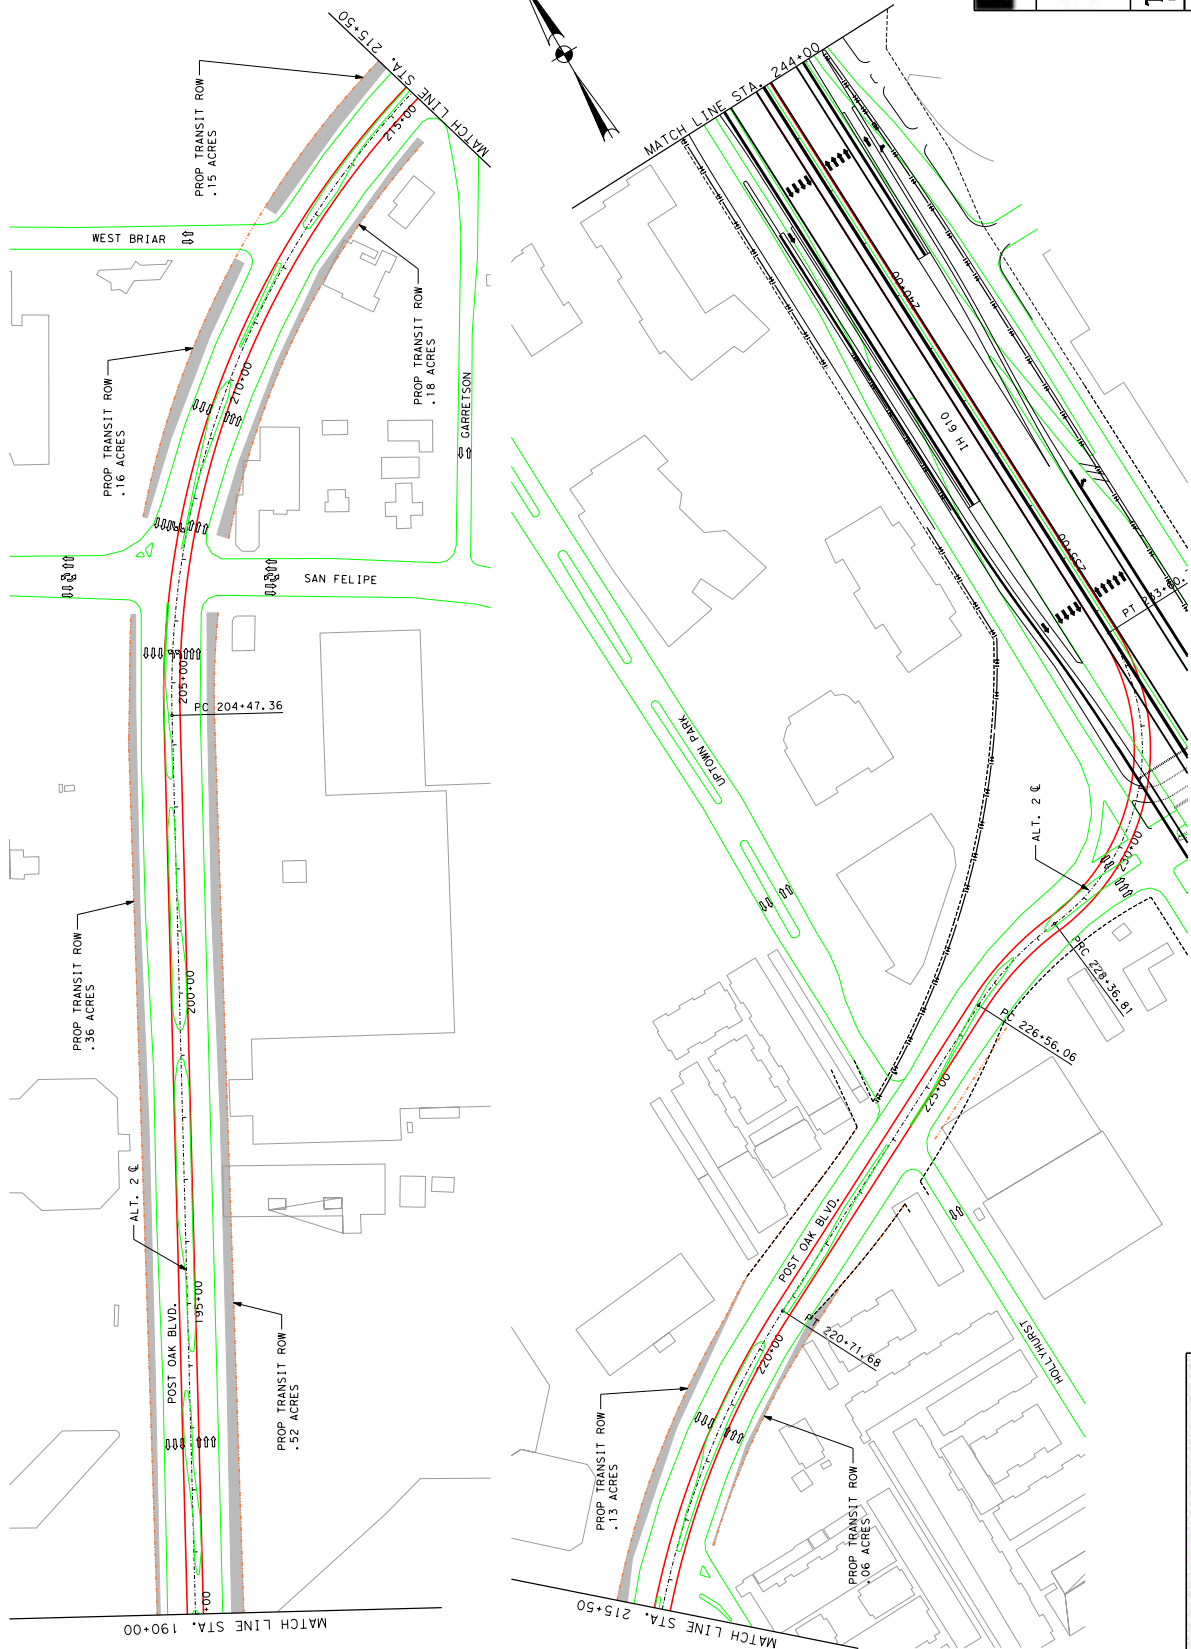 MATCH LINE STA. 215+50
PROP TRANSIT ROW
.15 ACRES
215+00
WEST BRIAR
PROP TRANSIT ROW
.18 ACRES
PROP TRANSIT ROW
.16 ACRES
210+00
GARRETSON
SAN FELIPE
205+00
PC 204+47.36
PROP TRANSIT ROW
.36 ACRES
200+00
ALT. 2 ℄
195+00
POST OAK BLVD.
PROP TRANSIT ROW
.52 ACRES
+00
MATCH LINE STA. 190+00
MATCH LINE STA. 244+00
240+00
IH 610
235+00
UPTOWN PARK
ALT. 2 ℄
230+00
PRC 228+36.81
PC 226+56.06
225+00
POST OAK BLVD.
PT 220+71.68
220+00
HOLLYHURST
PROP TRANSIT ROW
.13 ACRES
PROP TRANSIT ROW
.06 ACRES
MATCH LINE STA. 215+50